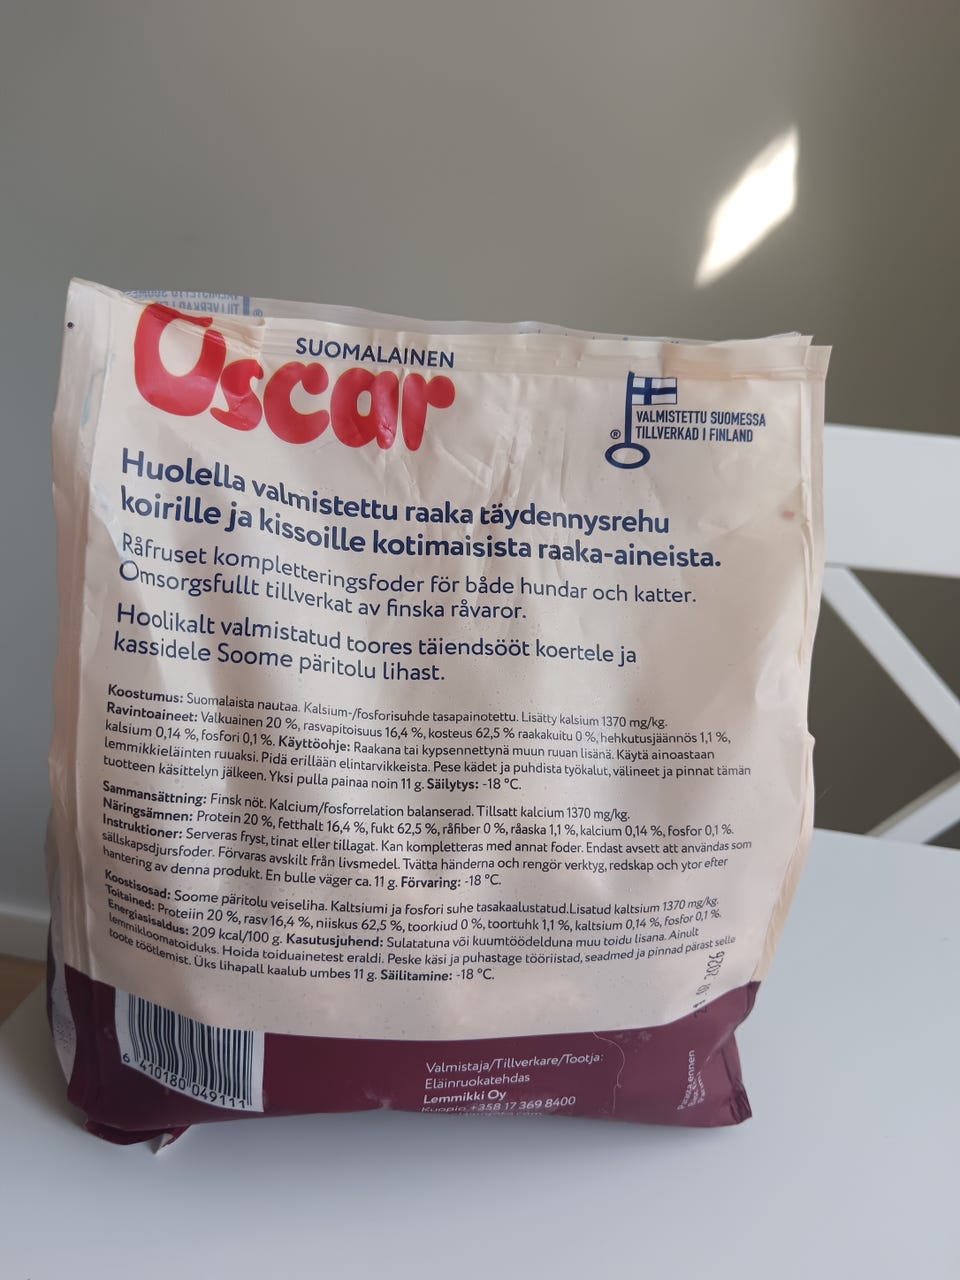 SUOMALAINEN
Oscar
VALMISTETTU SUOMESSA
TILLVERKAD I FINLAND
®
Huolella valmistettu raaka täydennysrehu
koirille ja kissoille kotimaisista raaka-aineista.
Råfruset kompletteringsfoder för både hundar och katter.
Omsorgsfullt tillverkat av finska råvaror.
Hoolikalt valmistatud toores täiendsööt koertele ja
kassidele Soome päritolu lihast.
Koostumus: Suomalaista nautaa. Kalsium-/fosforisuhde tasapainotettu. Lisätty kalsium 1370 mg/kg.
Ravintoaineet: Valkuainen 20 %, rasvapitoisuus 16,4 %, kosteus 62,5 % raakakuitu 0 %, hehkutusjäännös 1,1 %,
kalsium 0,14 %, fosfori 0,1 %. Käyttöohje: Raakana tai kypsennettynä muun ruuan lisänä. Käytä ainoastaan
lemmikkieläinten ruuaksi. Pidä erillään elintarvikkeista. Pese kädet ja puhdista työkalut, välineet ja pinnat tämän
tuotteen käsittelyn jälkeen. Yksi pulla painaa noin 11 g. Säilytys: -18 °C.
Sammansättning: Finsk nöt. Kalcium/fosforrelation balanserad. Tillsatt kalcium 1370 mg/kg.
Näringsämnen: Protein 20 %, fetthalt 16,4 %, fukt 62,5 %, råfiber 0 %, råaska 1,1 %, kalcium 0,14 %, fosfor 0,1 %.
Instruktioner: Serveras fryst, tinat eller tillagat. Kan kompletteras med annat foder. Endast avsett att användas som
sällskapsdjursfoder. Förvaras avskilt från livsmedel. Tvätta händerna och rengör verktyg, redskap och ytor efter
hantering av denna produkt. En bulle väger ca. 11 g. Förvaring: -18 °C.
Koostisosad: Soome päritolu veiseliha. Kaltsiumi ja fosfori suhe tasakaalustatud.Lisatud kaltsium 1370 mg/kg.
Toitained: Proteiin 20 %, rasv 16,4 %, niiskus 62,5 %, toorkiud 0 %, toortuhk 1,1 %, kaltsium 0,14 %, fosfor 0,1 %.
Energiasisaldus: 209 kcal/100 g. Kasutusjuhend: Sulatatuna või kuumtöödelduna muu toidu lisana. Ainult
lemmikloomatoiduks. Hoida toiduainetest eraldi. Peske käsi ja puhastage tööriistad, seadmed ja pinnad pärast selle
toote töötlemist. Üks lihapall kaalub umbes 11 g. Säilitamine: -18 °C.
01 2026
6 410180 049111
Valmistaja/Tillverkare/Tootja:
Eläinruokatehdas
Lemmikki Oy
Kuopio +358 17 369 8400
Parasta ennen
Bäst före
Parim